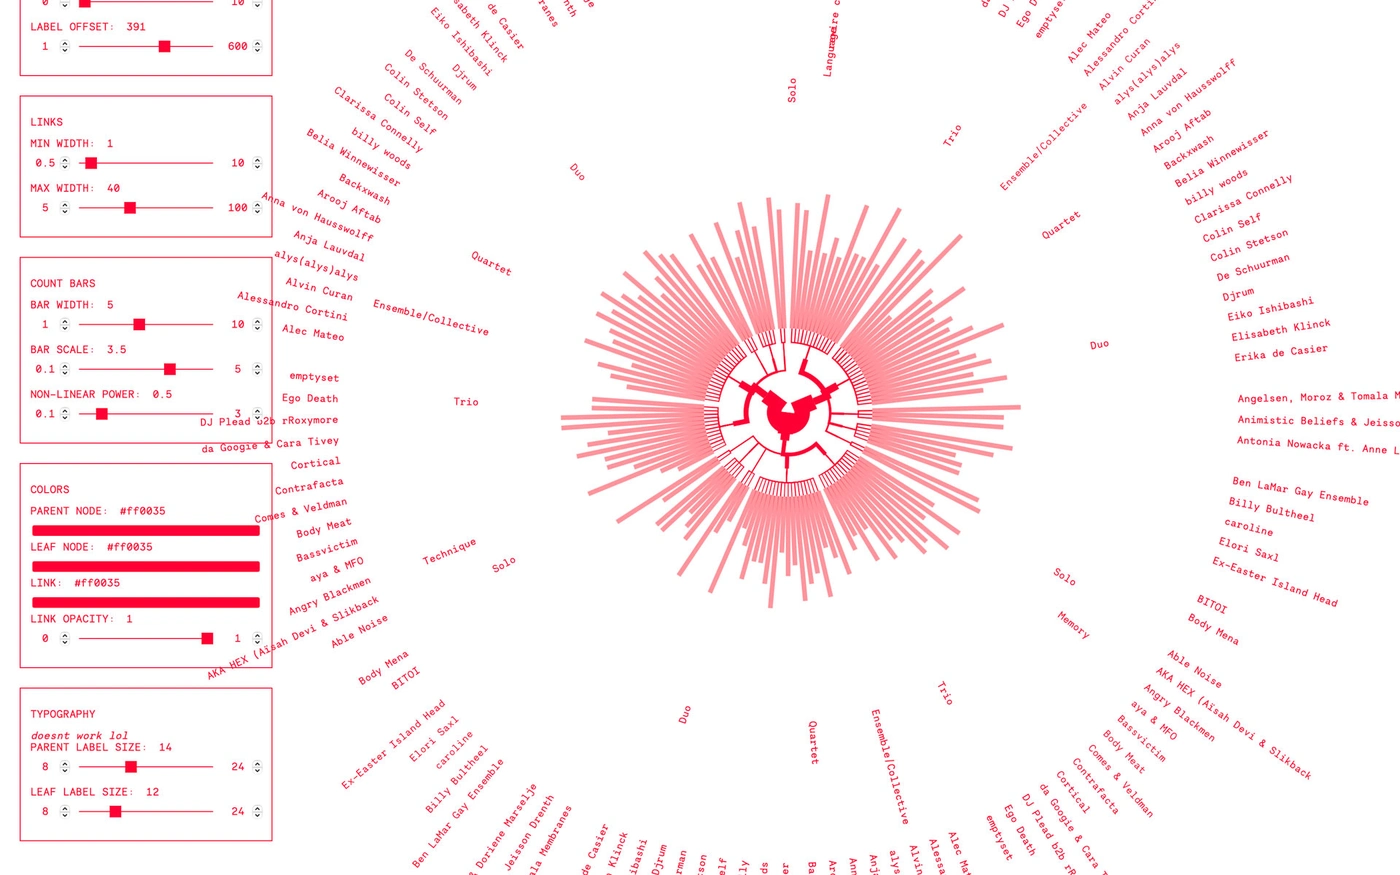 0 10
LABEL OFFSET: 391
1 600
LINKS
MIN WIDTH: 1
0.5 10
MAX WIDTH: 40
5 100
COUNT BARS
BAR WIDTH: 5
1 10
BAR SCALE: 3.5
0.1 5
NON-LINEAR POWER: 0.5
0.1 3
COLORS
PARENT NODE: #ff0035
LEAF NODE: #ff0035
LINK: #ff0035
LINK OPACITY: 1
0 1
TYPOGRAPHY
doesnt work lol
PARENT LABEL SIZE: 14
8 24
LEAF LABEL SIZE: 12
8 24
de Casier
Klinck
Eiko Ishibashi
Djrum
De Schuurman
Colin Stetson
Colin Self
Clarissa Connelly
billy woods
Belia Winnewisser
Backxwash
Arooj Aftab
Anna von Hausswolff
Anja Lauvdal
alys(alys)alys
Alvin Curan
Alessandro Cortini
Alec Mateo
emptyset
Ego Death
DJ Plead b2b rRoxymore
da Googie & Cara Tivey
Cortical
Contrafacta
Comes & Veldman
Body Meat
Bassvictim
aya & MFO
Angry Blackmen
AKA HEX (Aïsah Devi & Slikback
Able Noise
Body Mena
BITOI
Ex-Easter Island Head
Elori Saxl
caroline
Billy Bultheel
Ben LaMar Gay Ensemble
Doriene Marselje
Jeisson Drenth
Membranes
Duo
Quartet
Ensemble/Collective
Trio
Technique
Solo
Solo
Language
Trio
Ensemble/Collective
Quartet
Duo
Solo
Memory
Trio
Ensemble/Collective
Quartet
Duo
DJ
Ego D
emptyset
Alec Mateo
Alessandro Corti
Alvin Curan
alys(alys)alys
Anja Lauvdal
Anna von Hausswolff
Arooj Aftab
Backxwash
Belia Winnewisser
billy woods
Clarissa Connelly
Colin Self
Colin Stetson
De Schuurman
Djrum
Eiko Ishibashi
Elisabeth Klinck
Erika de Casier
Angelsen, Moroz & Tomala M
Animistic Beliefs & Jeisso
Antonia Nowacka ft. Anne L
Ben LaMar Gay Ensemble
Billy Bultheel
caroline
Elori Saxl
Ex-Easter Island Head
BITOI
Body Mena
Able Noise
AKA HEX (Aïsah Devi & Slikback
Angry Blackmen
aya & MFO
Bassvictim
Body Meat
Comes & Veldman
Contrafacta
Cortical
da Googie & Cara T
DJ Plead b2b rR
Ego Death
emptyset
Alec Ma
Alessa
Alvin
alys
Anja
Ann
Ar
Ba
de Casier
Klinck
Djrum